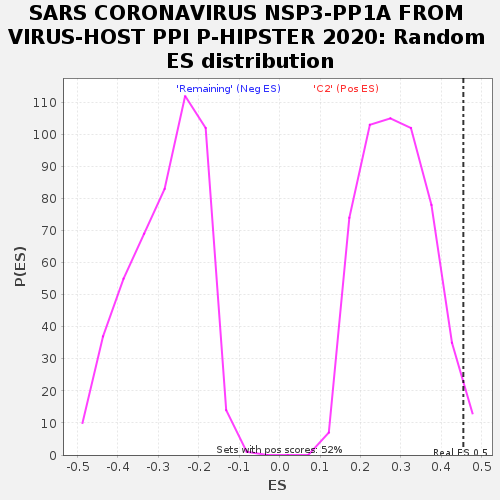 SARS CORONAVIRUS NSP3-PP1A FROM
VIRUS-HOST PPI P-HIPSTER 2020: Random
ES distribution
'Remaining' (Neg ES) 'C2' (Pos ES)
110
100
90
80
70
60
50
40
30
20
10
0
P(ES)
Sets with pos scores: 52%
Real ES 0.5
-0.5 -0.4 -0.3 -0.2 -0.1 0.0 0.1 0.2 0.3 0.4 0.5
ES